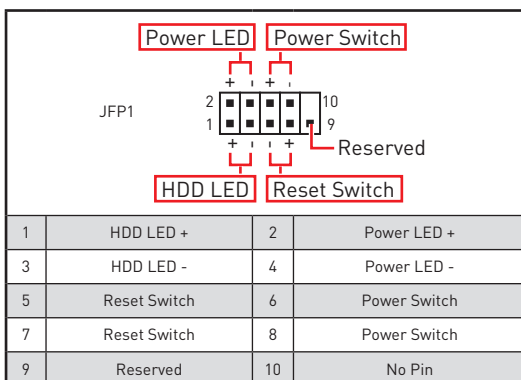 Power LED Power Switch
+ - + -
JFP1
2 10
1 9
+ - - +
Reserved
HDD LED Reset Switch
1 HDD LED + 2 Power LED +
3 HDD LED - 4 Power LED -
5 Reset Switch 6 Power Switch
7 Reset Switch 8 Power Switch
9 Reserved 10 No Pin